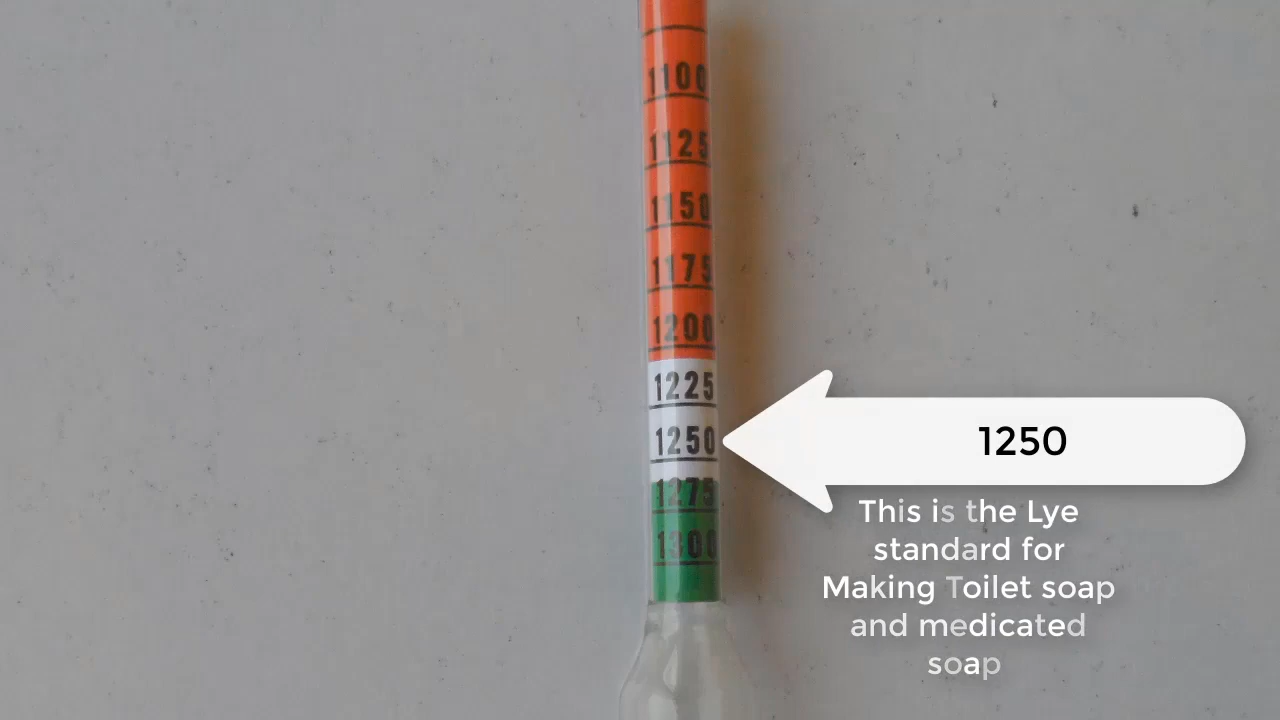 1100
1125
1150
1175
1200
1225
1250
1275
1300
1250
This is the Lye
standard for
Making Toilet soap
and medicated
soap